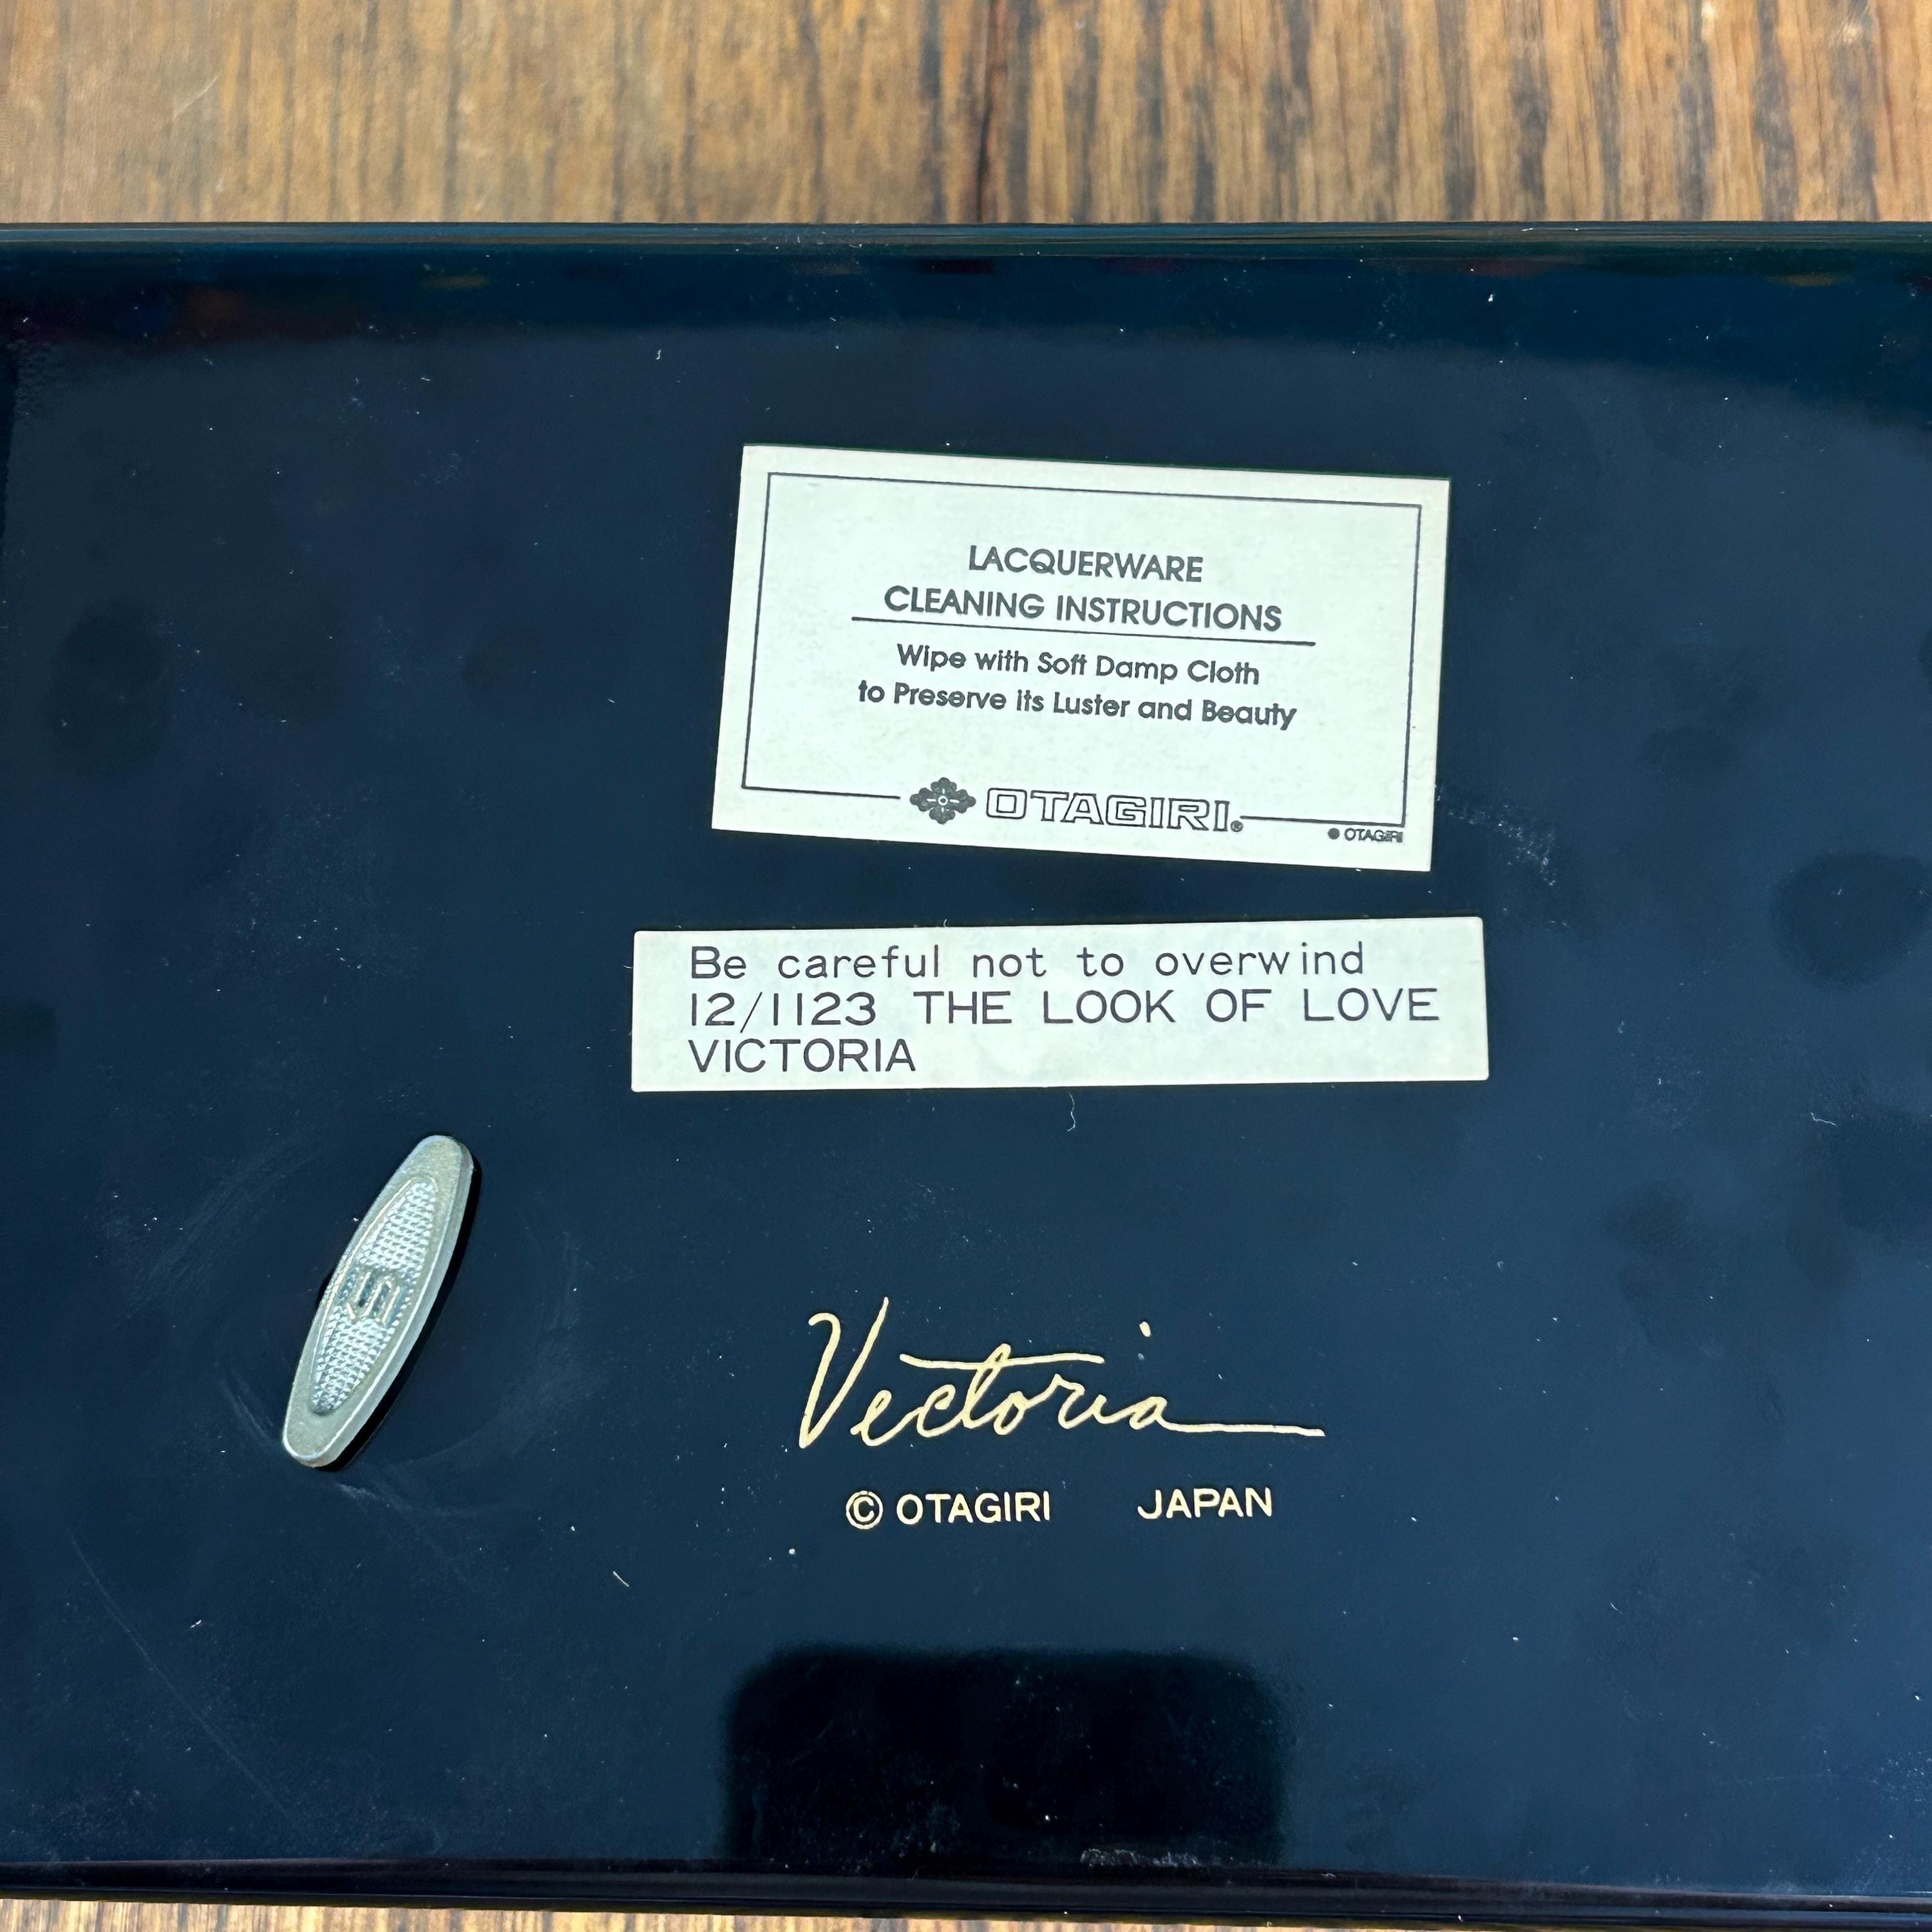 LACQUERWARE
CLEANING INSTRUCTIONS
Wipe with Soft Damp Cloth
to Preserve its Luster and Beauty
OTAGIRI®
● OTAGIRI
Be careful not to overwind
12/1123 THE LOOK OF LOVE
VICTORIA
S
Victoria
© OTAGIRI JAPAN